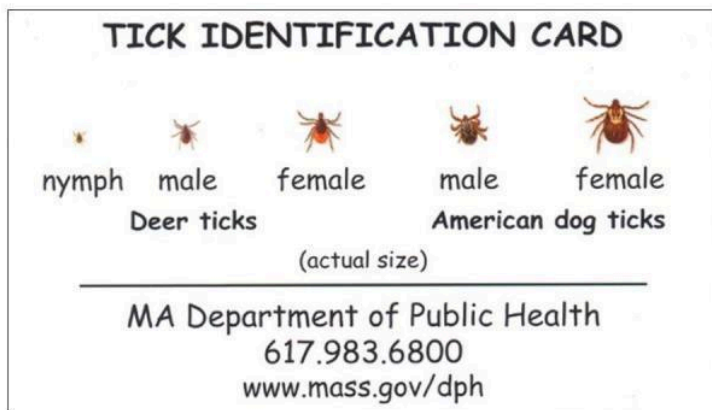 TICK IDENTIFICATION CARD
nymph male female male female
Deer ticks American dog ticks
(actual size)
MA Department of Public Health
617.983.6800
www.mass.gov/dph